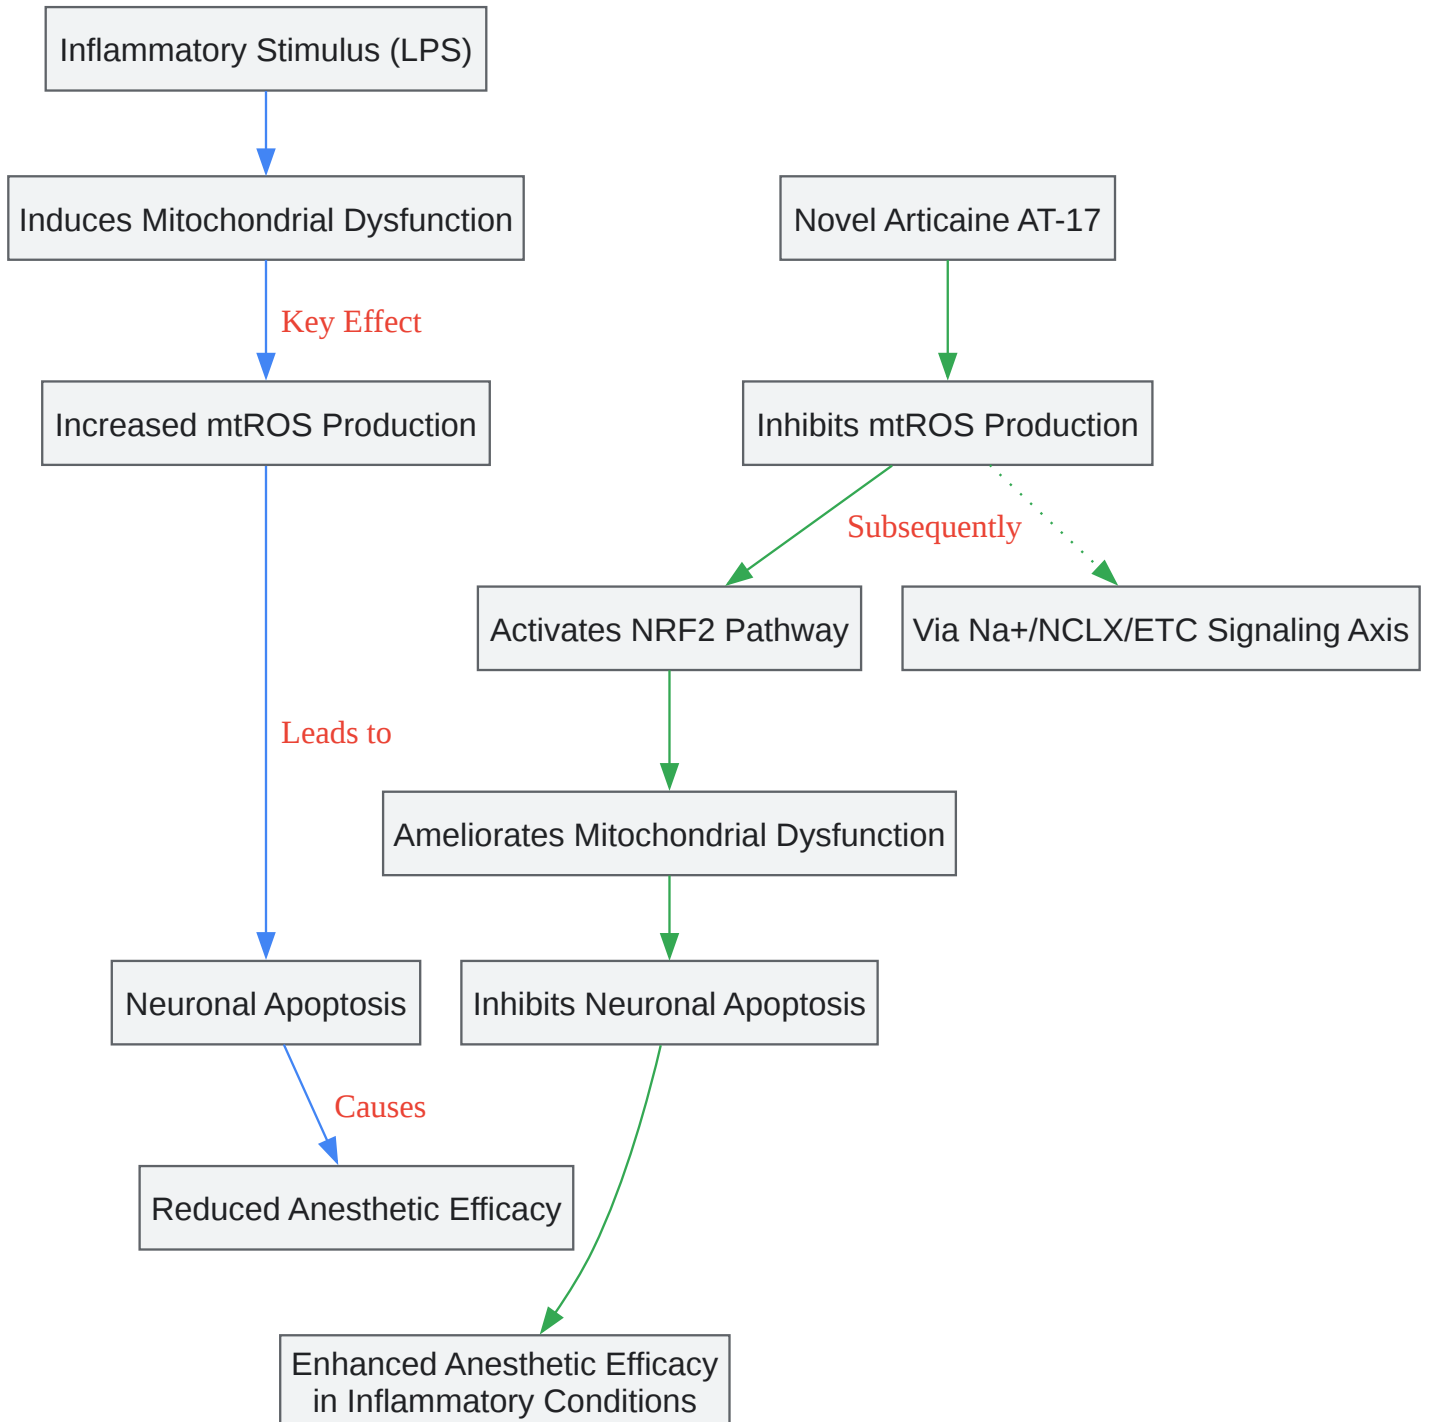 Inflammatory Stimulus (LPS)
Induces Mitochondrial Dysfunction
Novel Articaine AT-17
Key Effect
Increased mtROS Production
Inhibits mtROS Production
Subsequently
Activates NRF2 Pathway
Via Na+/NCLX/ETC Signaling Axis
Leads to
Ameliorates Mitochondrial Dysfunction
Neuronal Apoptosis
Inhibits Neuronal Apoptosis
Causes
Reduced Anesthetic Efficacy
Enhanced Anesthetic Efficacy
in Inflammatory Conditions